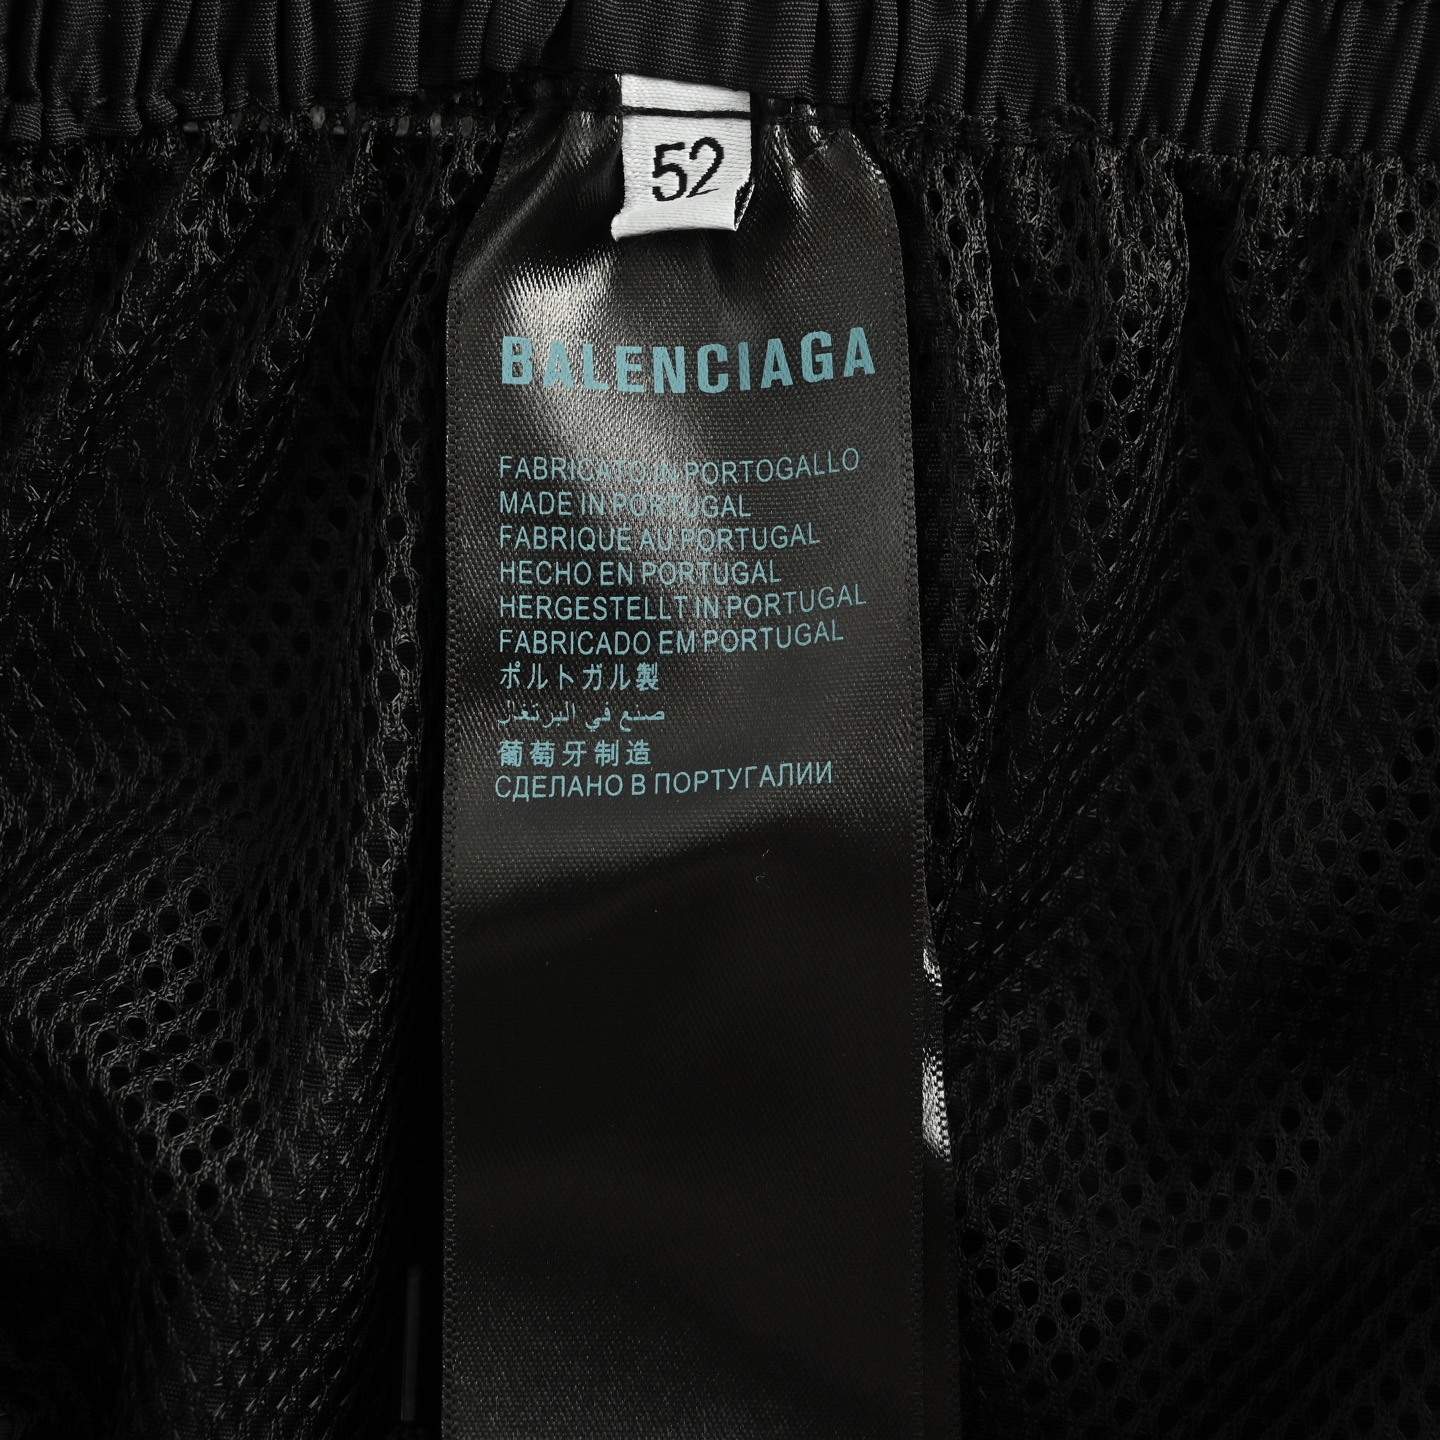 52
BALENCIAGA
FABRICATO IN PORTOGALLO
MADE IN PORTUGAL
FABRIQUE AU PORTUGAL
HECHO EN PORTUGAL
HERGESTELLT IN PORTUGAL
FABRICADO EM PORTUGAL
ポルトガル製
صنع في البرتغال
葡萄牙制造
СДЕЛАНО В ПОРТУГАЛИИ